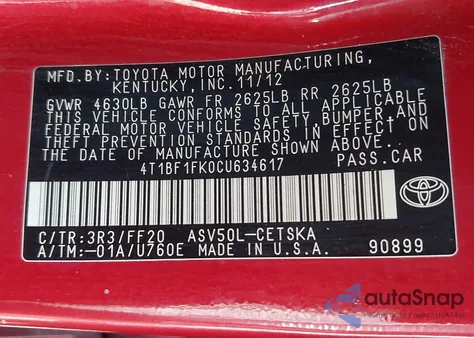 MFD. BY: TOYOTA MOTOR MANUFACTURING,
KENTUCKY, INC. 11/12
GVWR 4630LB GAWR FR 2625LB RR 2625LB
THIS VEHICLE CONFORMS TO ALL APPLICABLE
FEDERAL MOTOR VEHICLE SAFETY, BUMPER, AND
THEFT PREVENTION STANDARDS IN EFFECT ON
THE DATE OF MANUFACTURE SHOWN ABOVE.
4T1BF1FK0CU634617 PASS.CAR
TOYOTA
C/TR:3R3/FF20 ASV50L-CETSKA
A/TM:-01A/U760E MADE IN U.S.A. 90899
autoSnap